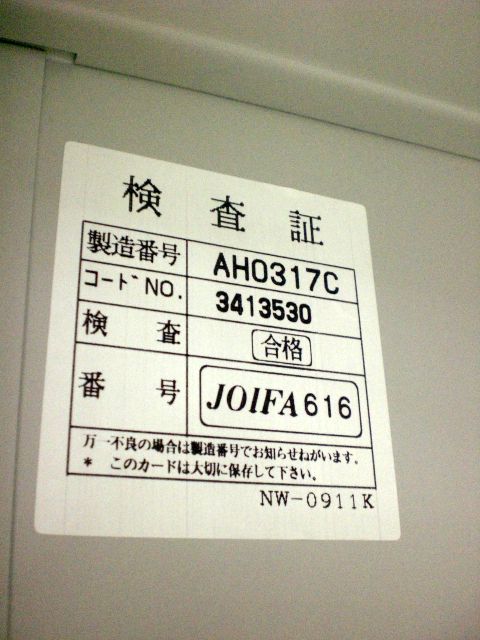 検査証
製造番号 AH0317C
コードNO. 3413530
検査 合格
番号 JOIFA616
万一不良の場合は製造番号でお知らせねがいます。
* このカードは大切に保存して下さい。
NW-0911K